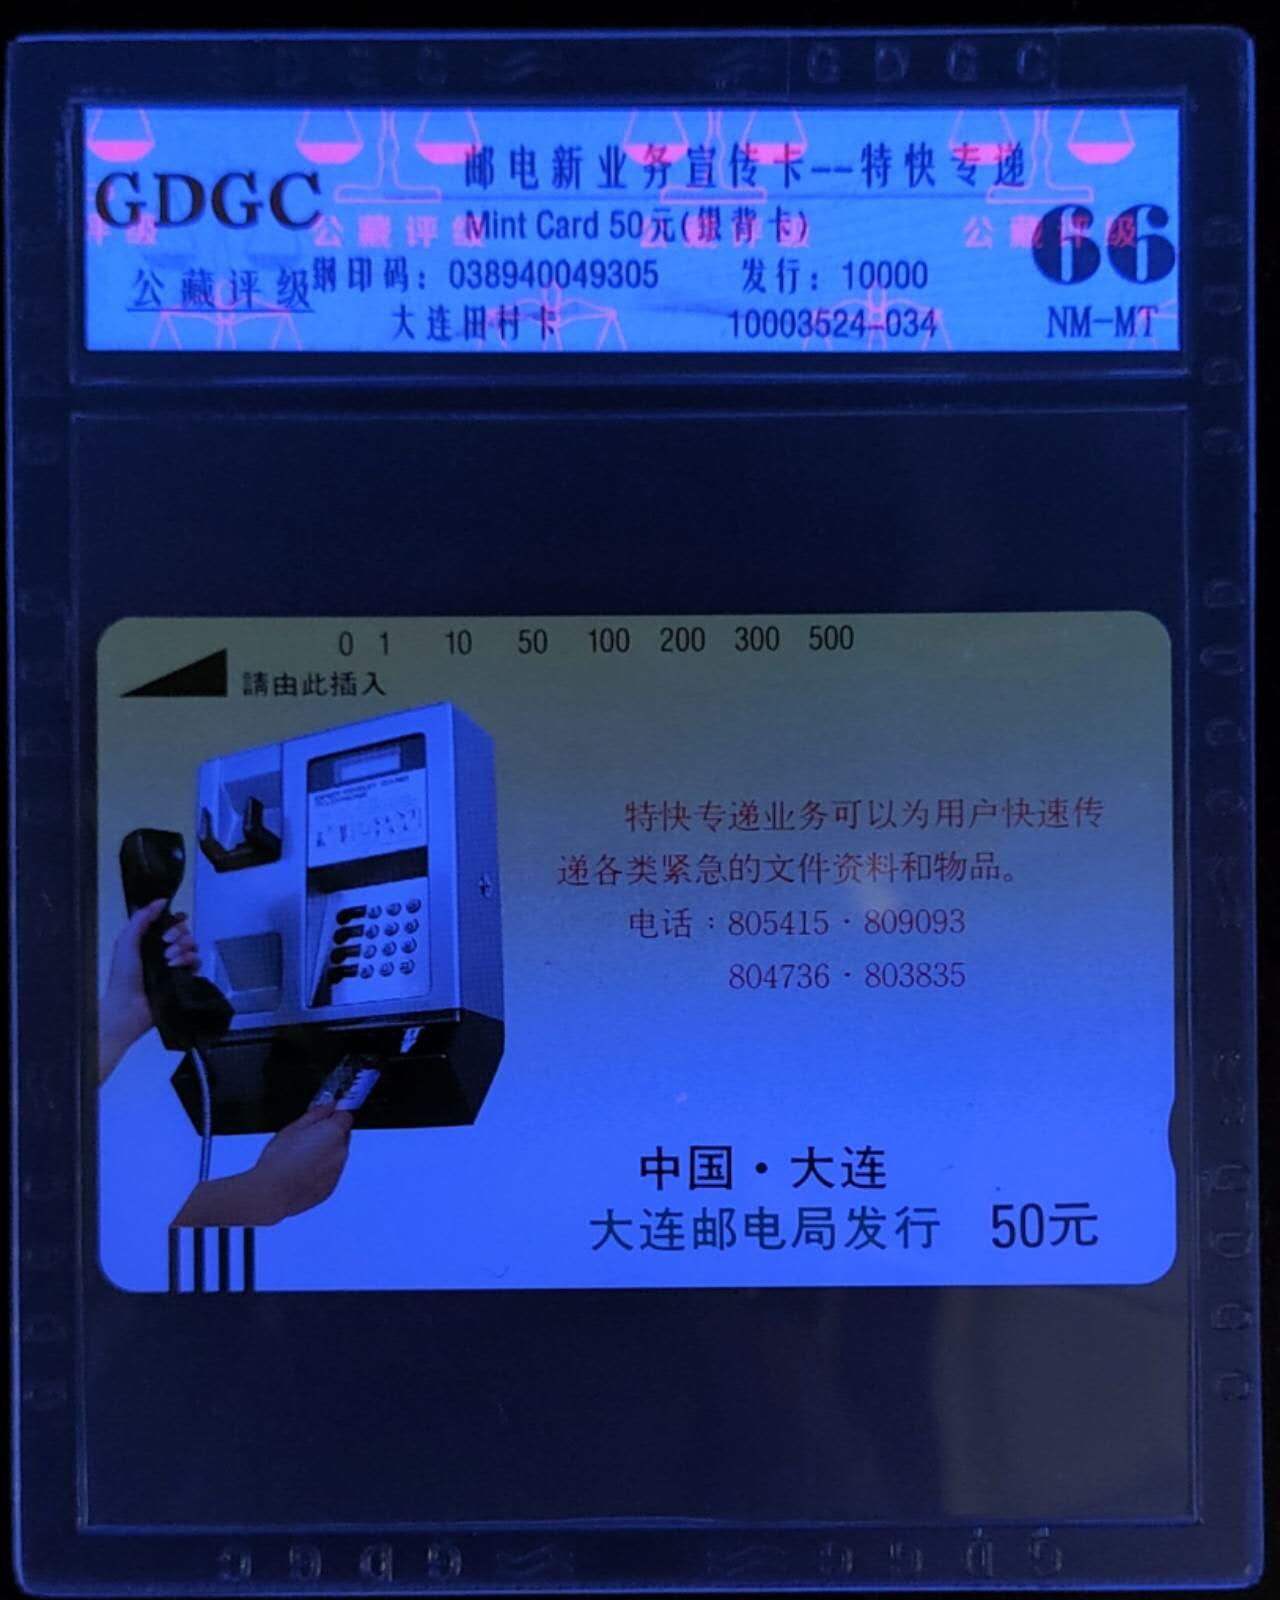 GDGC
GDGC
公藏评级
邮电新业务宣传卡--特快专递
Mint Card 50元(银背卡)
钢印码：038940049305 发行：10000
大连田村卡 10003524-034
66
NM-MT
公藏评级
0 1 10 50 100 200 300 500
請由此插入
特快专递业务可以为用户快速传
递各类紧急的文件资料和物品。
电话：805415·809093
804736·803835
中国·大连
大连邮电局发行 50元